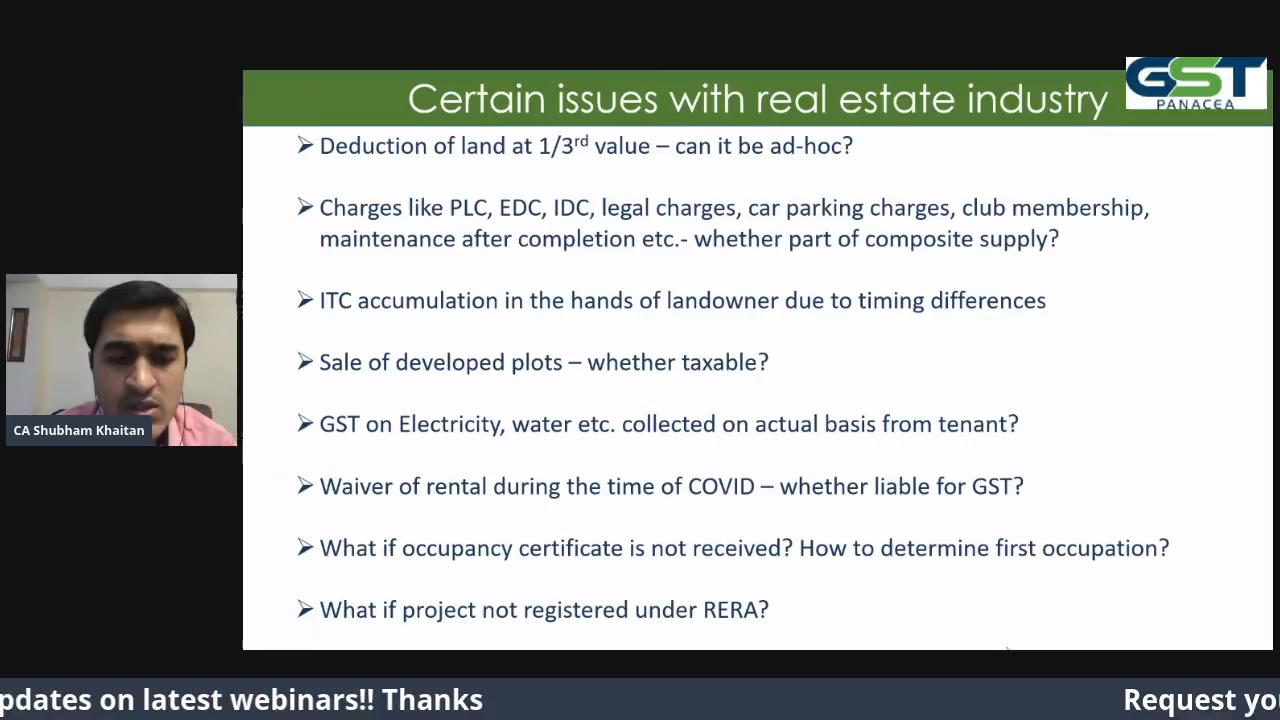 Certain issues with real estate industry
GST
PANACEA
➢ Deduction of land at 1/3rd value – can it be ad-hoc?
➢ Charges like PLC, EDC, IDC, legal charges, car parking charges, club membership,
maintenance after completion etc.- whether part of composite supply?
➢ ITC accumulation in the hands of landowner due to timing differences
➢ Sale of developed plots – whether taxable?
➢ GST on Electricity, water etc. collected on actual basis from tenant?
➢ Waiver of rental during the time of COVID – whether liable for GST?
➢ What if occupancy certificate is not received? How to determine first occupation?
➢ What if project not registered under RERA?
CA Shubham Khaitan
pdates on latest webinars!! Thanks
Request yo